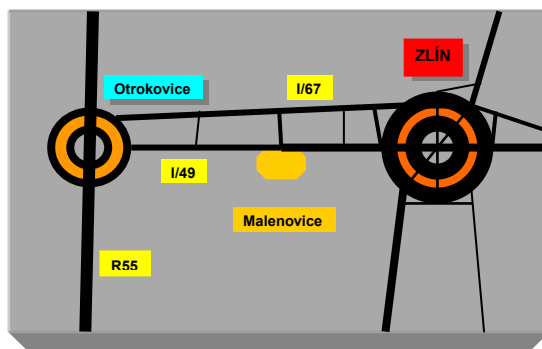 ZLÍN
Otrokovice
I/67
I/49
Malenovice
R55